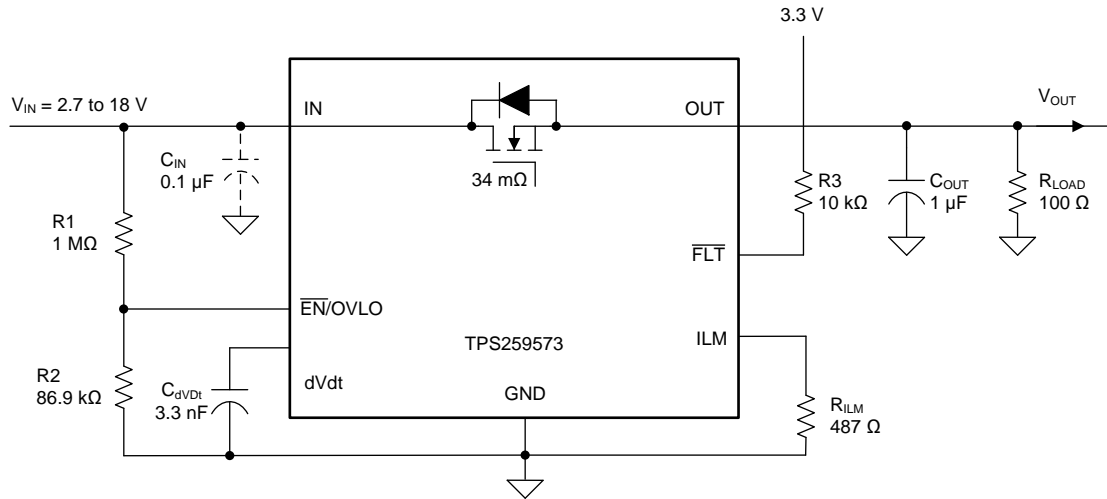 3.3 V
V_IN = 2.7 to 18 V
IN
OUT
V_OUT
C_IN
0.1 µF
34 mΩ
R3
10 kΩ
C_OUT
1 µF
R_LOAD
100 Ω
R1
1 MΩ
FLT
EN/OVLO
TPS259573
ILM
R2
86.9 kΩ
C_dVDt
3.3 nF
dVdt
GND
R_ILM
487 Ω